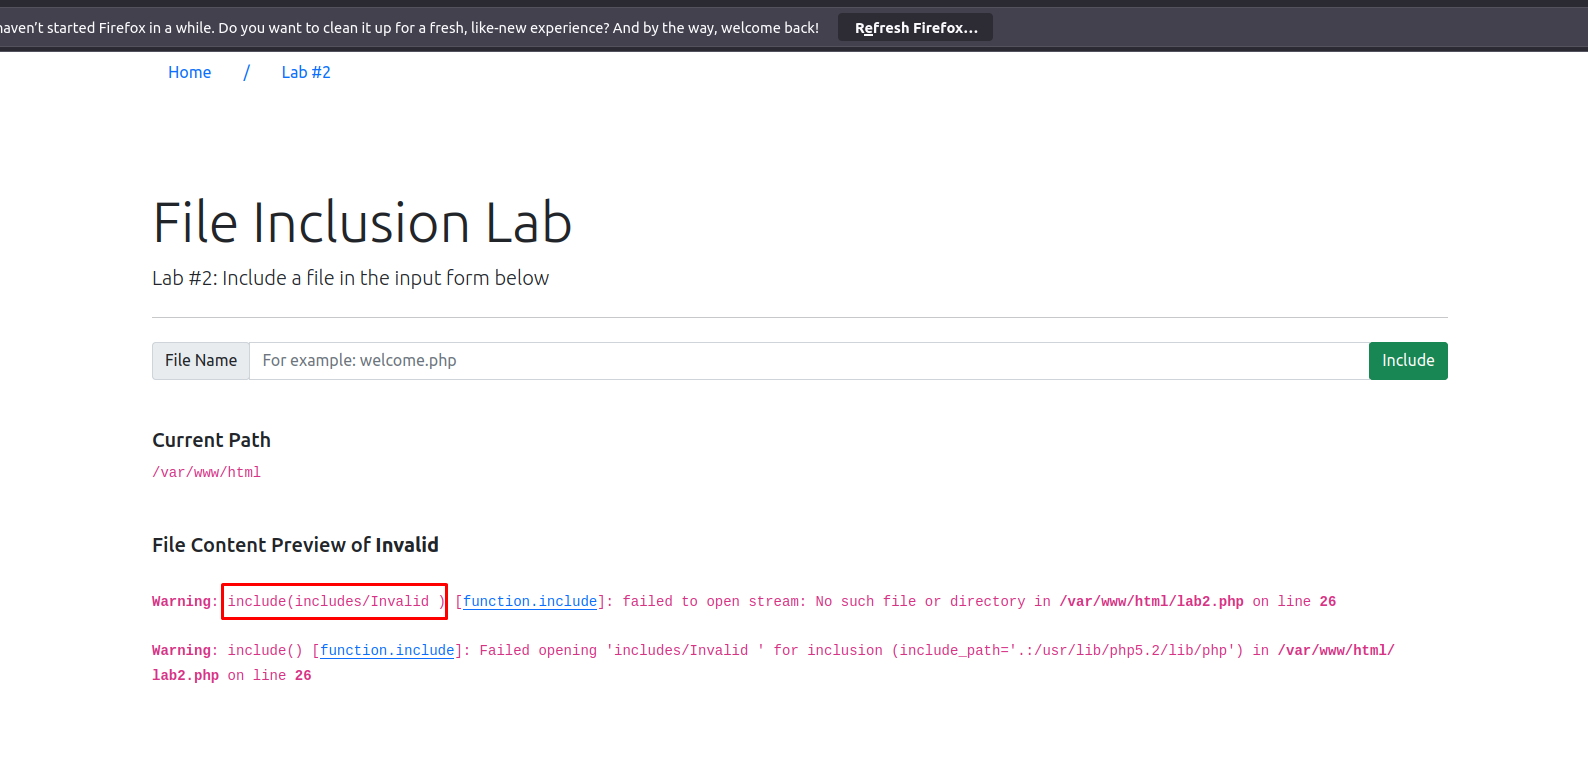 haven't started Firefox in a while. Do you want to clean it up for a fresh, like-new experience? And by the way, welcome back! Refresh Firefox...
Home / Lab #2
File Inclusion Lab
Lab #2: Include a file in the input form below
File Name For example: welcome.php Include
Current Path
/var/www/html
File Content Preview of Invalid
Warning: include(includes/Invalid ) [function.include]: failed to open stream: No such file or directory in /var/www/html/lab2.php on line 26
Warning: include() [function.include]: Failed opening 'includes/Invalid ' for inclusion (include_path='.:/usr/lib/php5.2/lib/php') in /var/www/html/
lab2.php on line 26